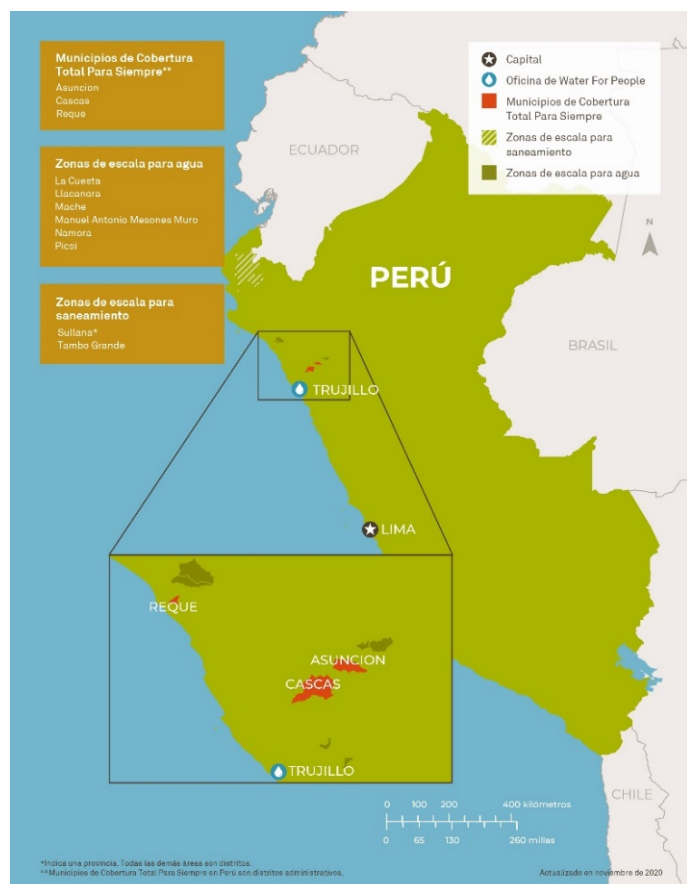 Municipios de Cobertura
Total Para Siempre**
Asuncion
Cascas
Reque
Zonas de escala para agua
La Cuesta
Llacanora
Mache
Manuel Antonio Mesonea Muro
Namora
Picsi
Zonas de escala para
saneamiento
Sullana*
Tambo Grande
Capital
Oficina de Water For People
Municipios de Cobertura
Total Para Siempre
Zonas de escala para
saneamiento
Zonas de escala para agua
N
ECUADOR
PERÚ
BRASIL
TRUJILLO
LIMA
REQUE
ASUNCION
CASCAS
TRUJILLO
CHILE
0 100 200 400 kilómetros
0 65 130 260 millas
*Indica una provincia. Todas las demás áreas son distritos.
**Municipios de Cobertura Total Para Siempre en Perú son distritos administrativos.
Actualizado en noviembre de 2020